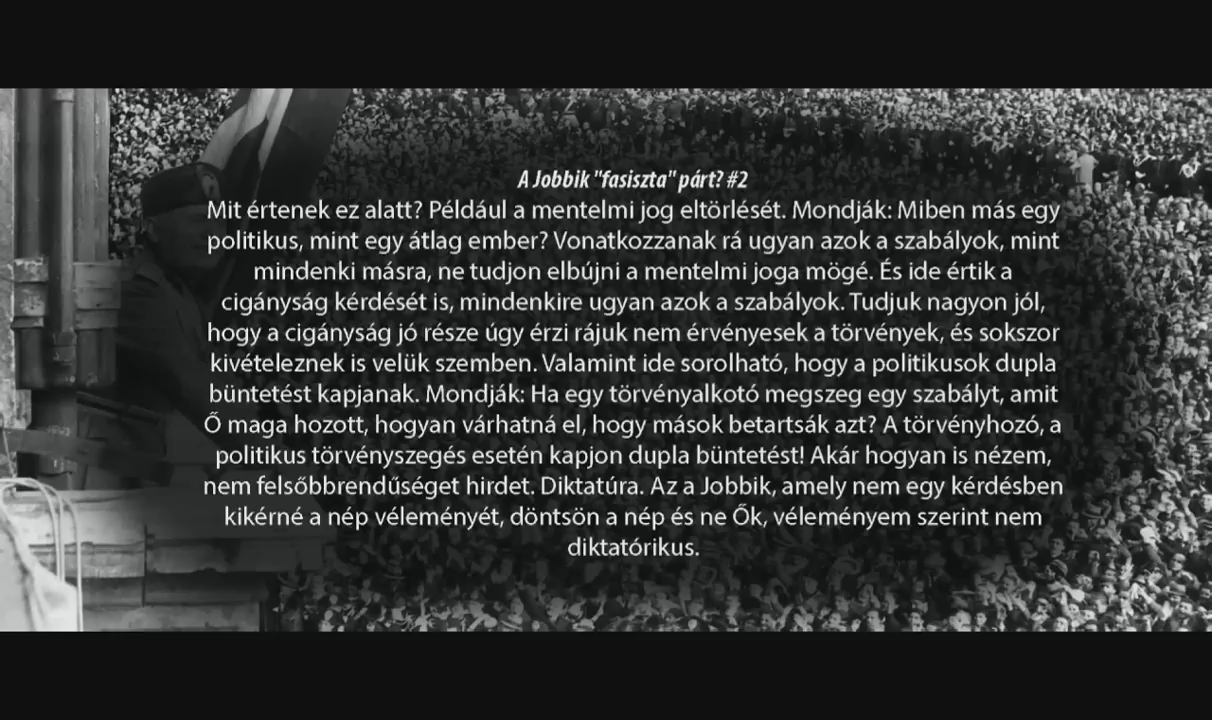 A Jobbik "fasiszta" párt? #2
Mit értenek ez alatt? Például a mentelmi jog eltörlését. Mondják: Miben más egy
politikus, mint egy átlag ember? Vonatkozzanak rá ugyan azok a szabályok, mint
mindenki másra, ne tudjon elbújni a mentelmi joga mögé. És ide értik a
cigányság kérdését is, mindenkire ugyan azok a szabályok. Tudjuk nagyon jól,
hogy a cigányság jó része úgy érzi rájuk nem érvényesek a törvények, és sokszor
kivételeznek is velük szemben. Valamint ide sorolható, hogy a politikusok dupla
büntetést kapjanak. Mondják: Ha egy törvényalkotó megszeg egy szabályt, amit
Ő maga hozott, hogyan várhatná el, hogy mások betartsák azt? A törvényhozó, a
politikus törvényszegés esetén kapjon dupla büntetést! Akár hogyan is nézem,
nem felsőbbrendűséget hirdet. Diktatúra. Az a Jobbik, amely nem egy kérdésben
kikérné a nép véleményét, döntsön a nép és ne Ők, véleményem szerint nem
diktatórikus.